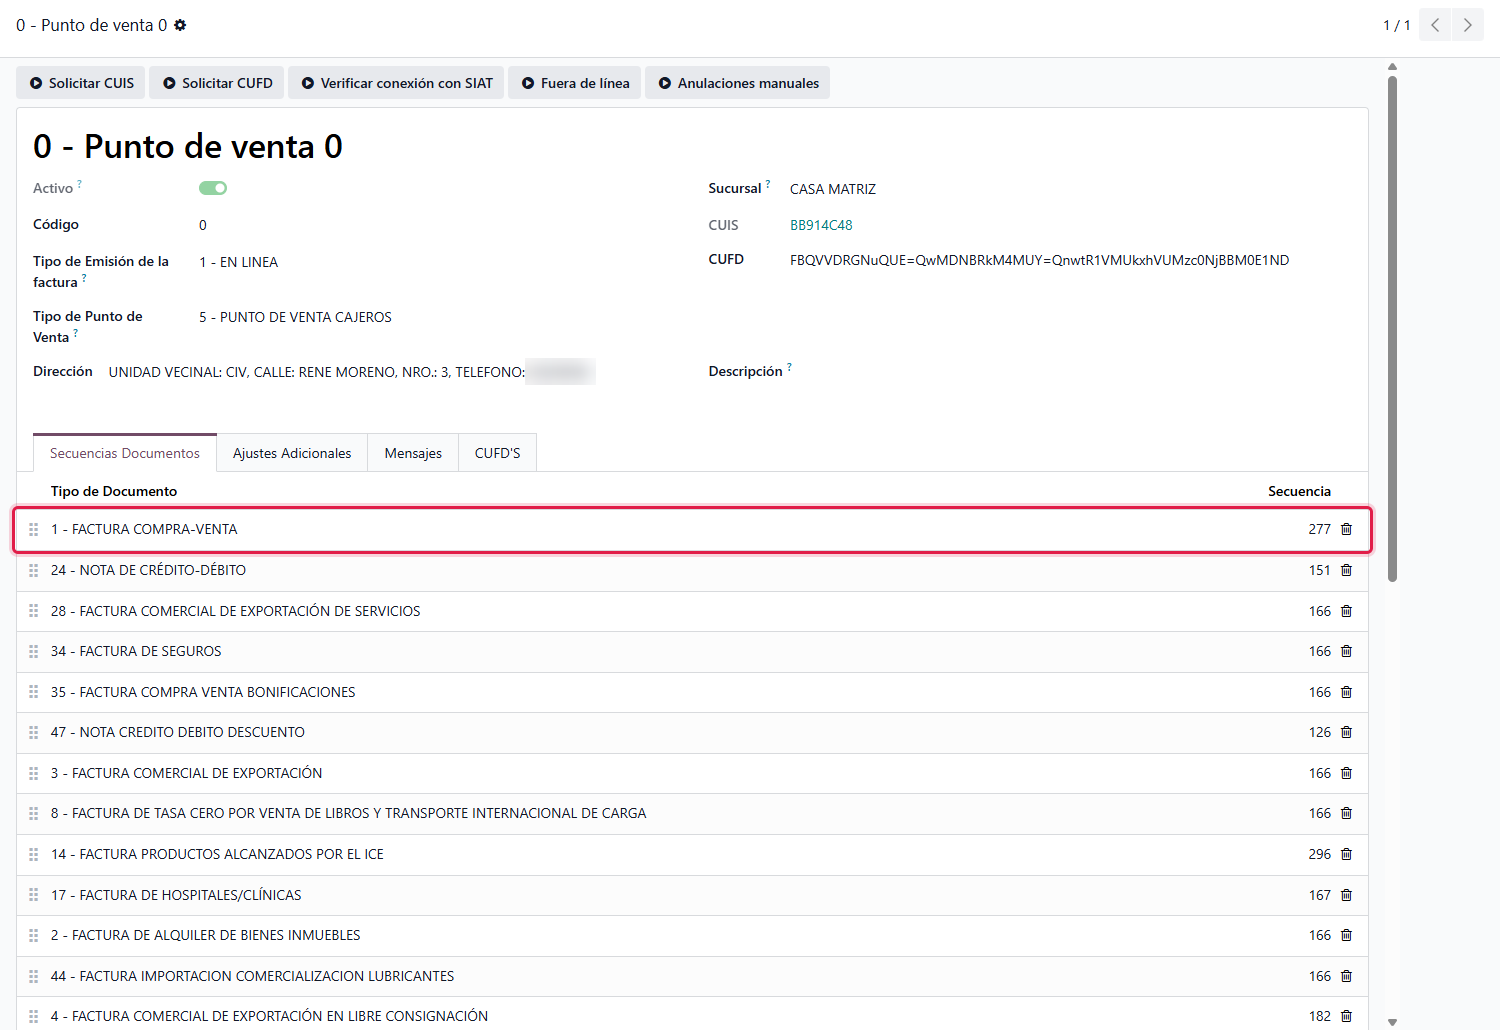 0 - Punto de venta 0
1 / 1
Solicitar CUIS
Solicitar CUFD
Verificar conexión con SIAT
Fuera de línea
Anulaciones manuales
0 - Punto de venta 0
Activo ?
Sucursal ? CASA MATRIZ
Código 0
CUIS BB914C48
Tipo de Emisión de la factura ? 1 - EN LINEA
CUFD FBQVVDRGNuQUE=QwMDNBRkM4MUY=QnwtR1VMUkxhVUMzc0NjBBM0E1ND
Tipo de Punto de Venta ? 5 - PUNTO DE VENTA CAJEROS
Dirección UNIDAD VECINAL: CIV, CALLE: RENE MORENO, NRO.: 3, TELEFONO:
Descripción ?
Secuencias Documentos
Ajustes Adicionales
Mensajes
CUFD'S
Tipo de Documento Secuencia
1 - FACTURA COMPRA-VENTA 277
24 - NOTA DE CRÉDITO-DÉBITO 151
28 - FACTURA COMERCIAL DE EXPORTACIÓN DE SERVICIOS 166
34 - FACTURA DE SEGUROS 166
35 - FACTURA COMPRA VENTA BONIFICACIONES 166
47 - NOTA CREDITO DEBITO DESCUENTO 126
3 - FACTURA COMERCIAL DE EXPORTACIÓN 166
8 - FACTURA DE TASA CERO POR VENTA DE LIBROS Y TRANSPORTE INTERNACIONAL DE CARGA 166
14 - FACTURA PRODUCTOS ALCANZADOS POR EL ICE 296
17 - FACTURA DE HOSPITALES/CLÍNICAS 167
2 - FACTURA DE ALQUILER DE BIENES INMUEBLES 166
44 - FACTURA IMPORTACION COMERCIALIZACION LUBRICANTES 166
4 - FACTURA COMERCIAL DE EXPORTACIÓN EN LIBRE CONSIGNACIÓN 182